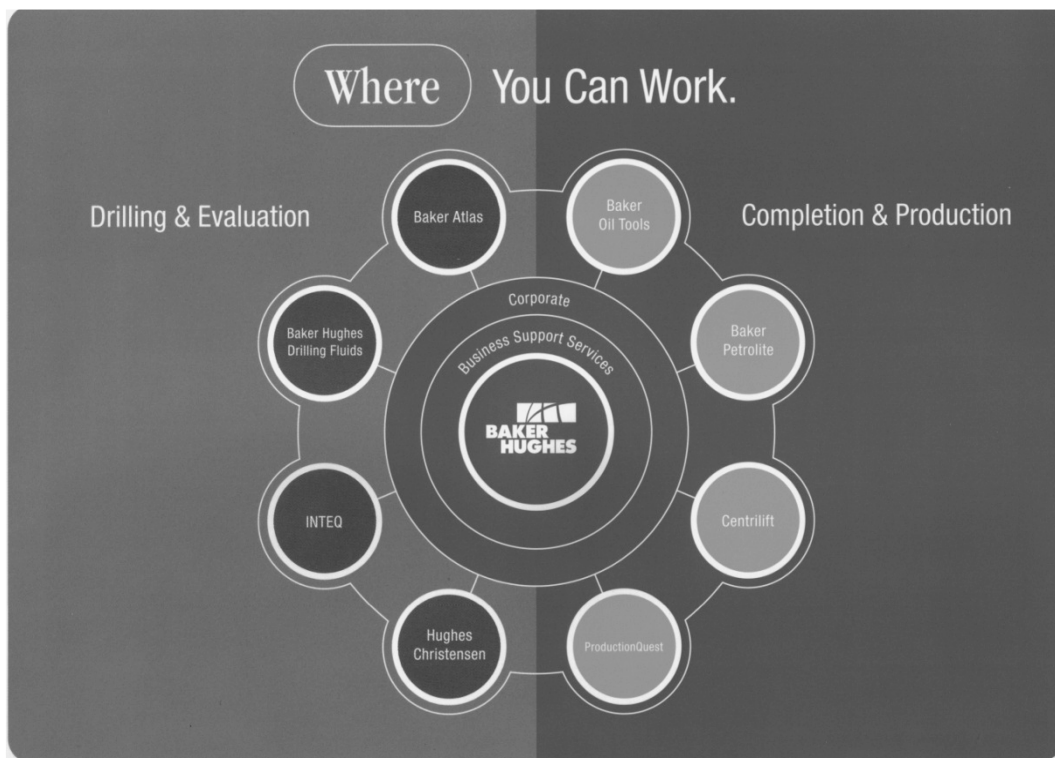 Where You Can Work.
Drilling & Evaluation
Completion & Production
Baker Atlas
Baker
Oil Tools
Baker Hughes
Drilling Fluids
Baker
Petrolite
Corporate
Business Support Services
BAKER
HUGHES
INTEQ
Centrilift
Hughes
Christensen
ProductionQuest